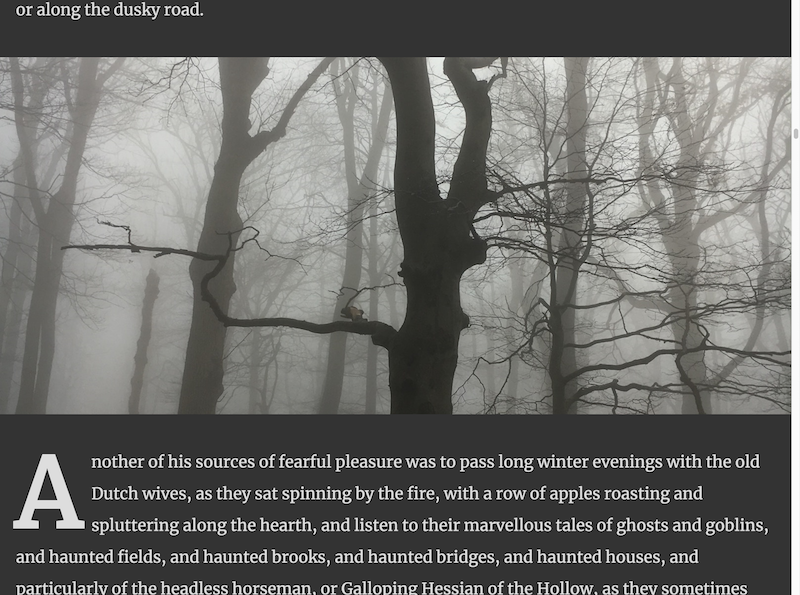 or along the dusky road.
Another of his sources of fearful pleasure was to pass long winter evenings with the old
Dutch wives, as they sat spinning by the fire, with a row of apples roasting and
spluttering along the hearth, and listen to their marvellous tales of ghosts and goblins,
and haunted fields, and haunted brooks, and haunted bridges, and haunted houses, and
particularly of the headless horseman, or Galloping Hessian of the Hollow, as they sometimes